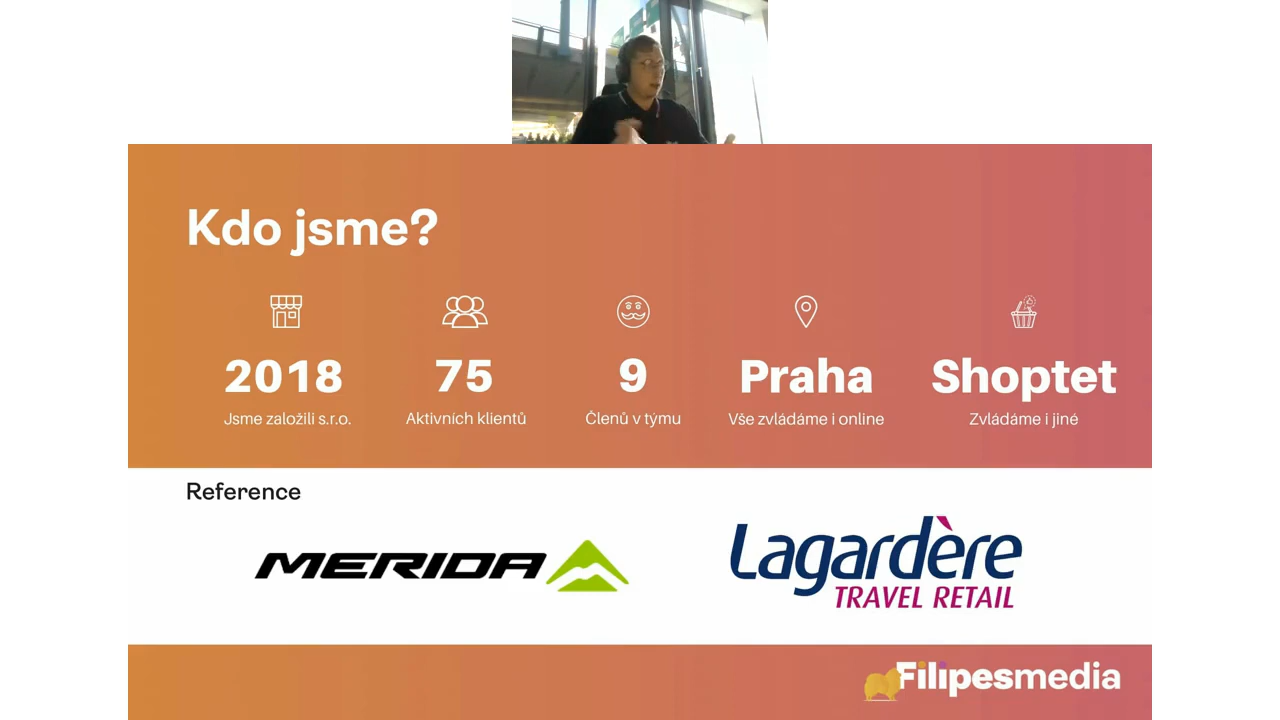 Kdo jsme?
2018
Jsme založili s.r.o.
75
Aktivních klientů
9
Členů v týmu
Praha
Vše zvládáme i online
Shoptet
Zvládáme i jiné
Reference
MERIDA
Lagardère
TRAVEL RETAIL
Filipesmedia